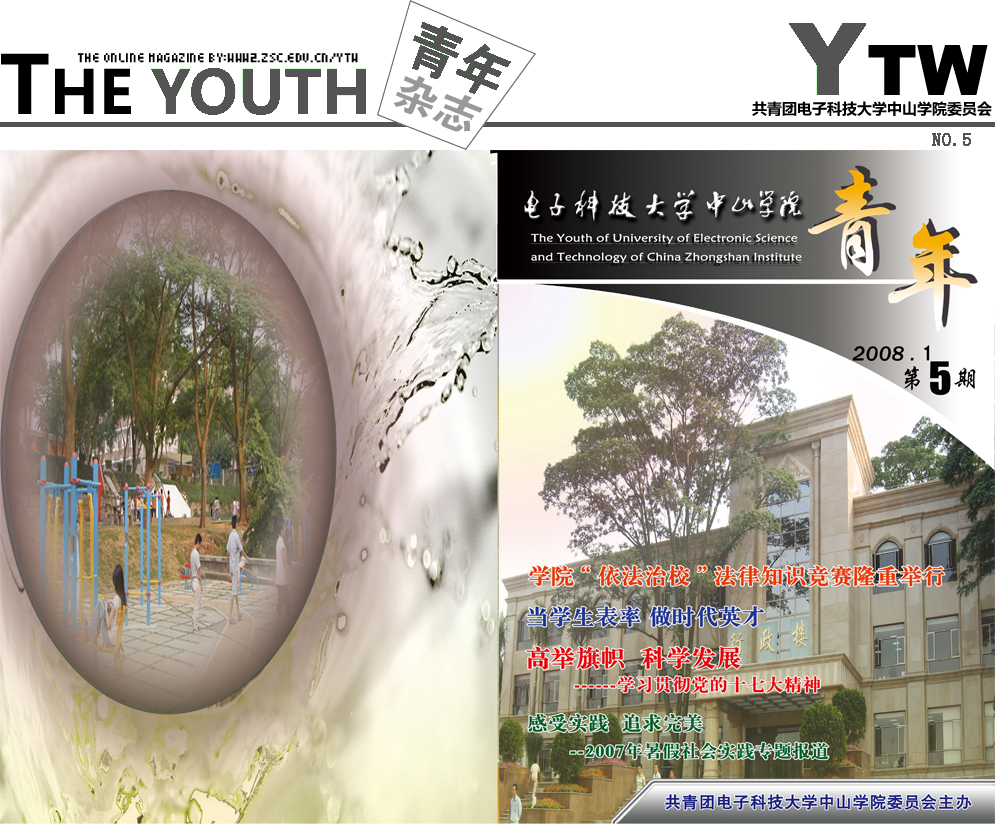 THE ONLINE MAGAZINE BY:WWW2.ZSC.EDU.CN/YTW
THE YOUTH
青年
杂志
YTW
共青团电子科技大学中山学院委员会
NO.5
电子科技大学中山学院
The Youth of University of Electronic Science
and Technology of China Zhongshan Institute
青年
2008.1
第5期
学院“依法治校”法律知识竞赛隆重举行
当学生表率 做时代英才
行政楼
高举旗帜 科学发展
------学习贯彻党的十七大精神
感受实践 追求完美
--2007年暑假社会实践专题报道
共青团电子科技大学中山学院委员会主办